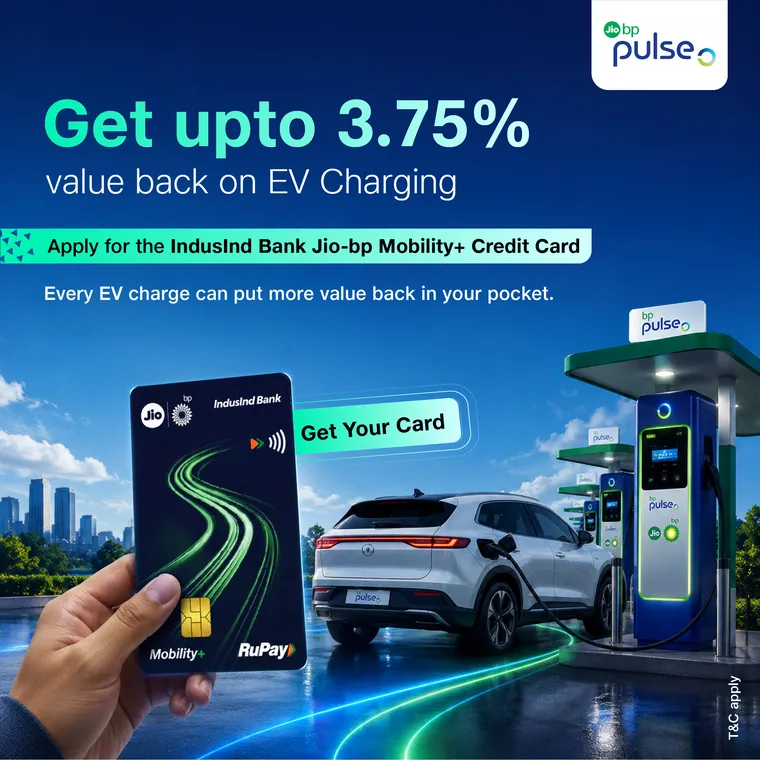 Jio bp
pulse
Get upto 3.75%
value back on EV Charging
Apply for the IndusInd Bank Jio-bp Mobility+ Credit Card
Every EV charge can put more value back in your pocket.
bp
pulse
Jio bp
IndusInd Bank
Get Your Card
Mobility+
RuPay
pulse
pulse
bp
pulse
Jio bp
T&C apply